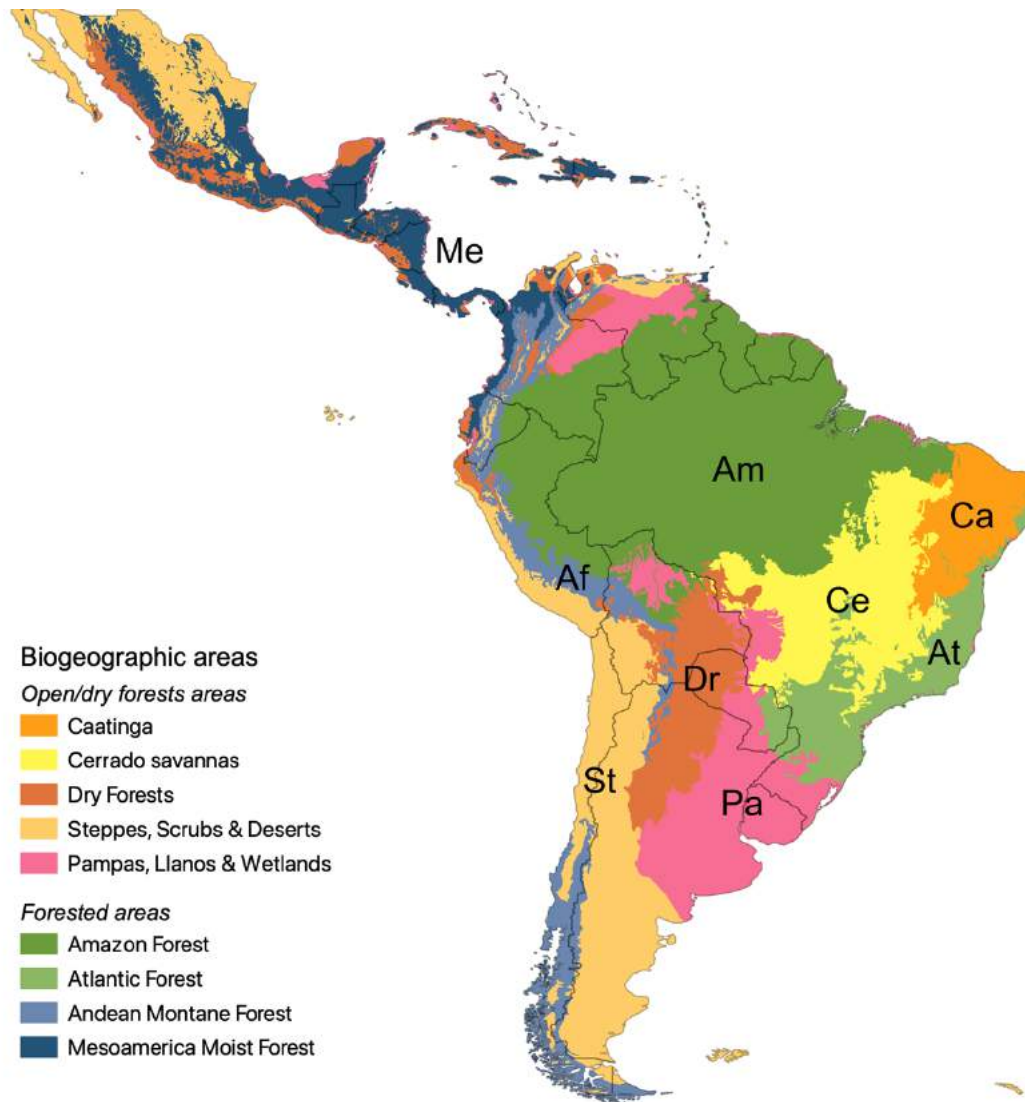 Me
Am
Ca
Af
Ce
At
Dr
St
Pa
Biogeographic areas
Open/dry forests areas
Caatinga
Cerrado savannas
Dry Forests
Steppes, Scrubs & Deserts
Pampas, Llanos & Wetlands
Forested areas
Amazon Forest
Atlantic Forest
Andean Montane Forest
Mesoamerica Moist Forest